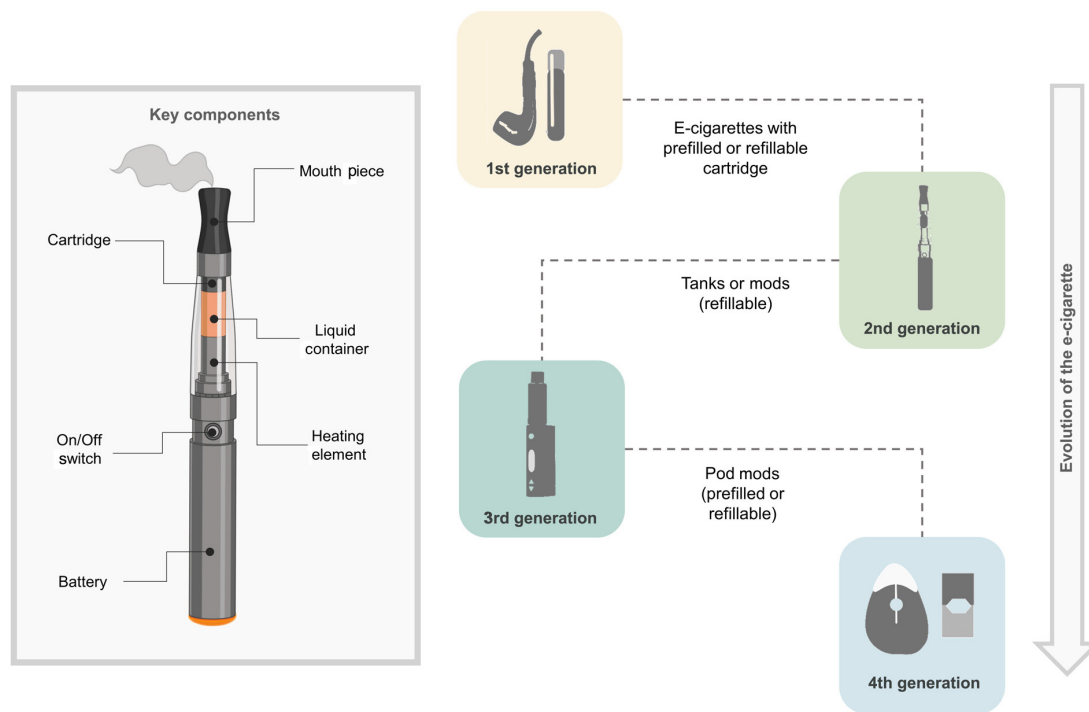 Key components
Mouth piece
Cartridge
Liquid
container
On/Off
switch
Heating
element
Battery
1st generation
E-cigarettes with
prefilled or refillable
cartridge
2nd generation
Tanks or mods
(refillable)
3rd generation
Pod mods
(prefilled or
refillable)
4th generation
Evolution of the e-cigarette